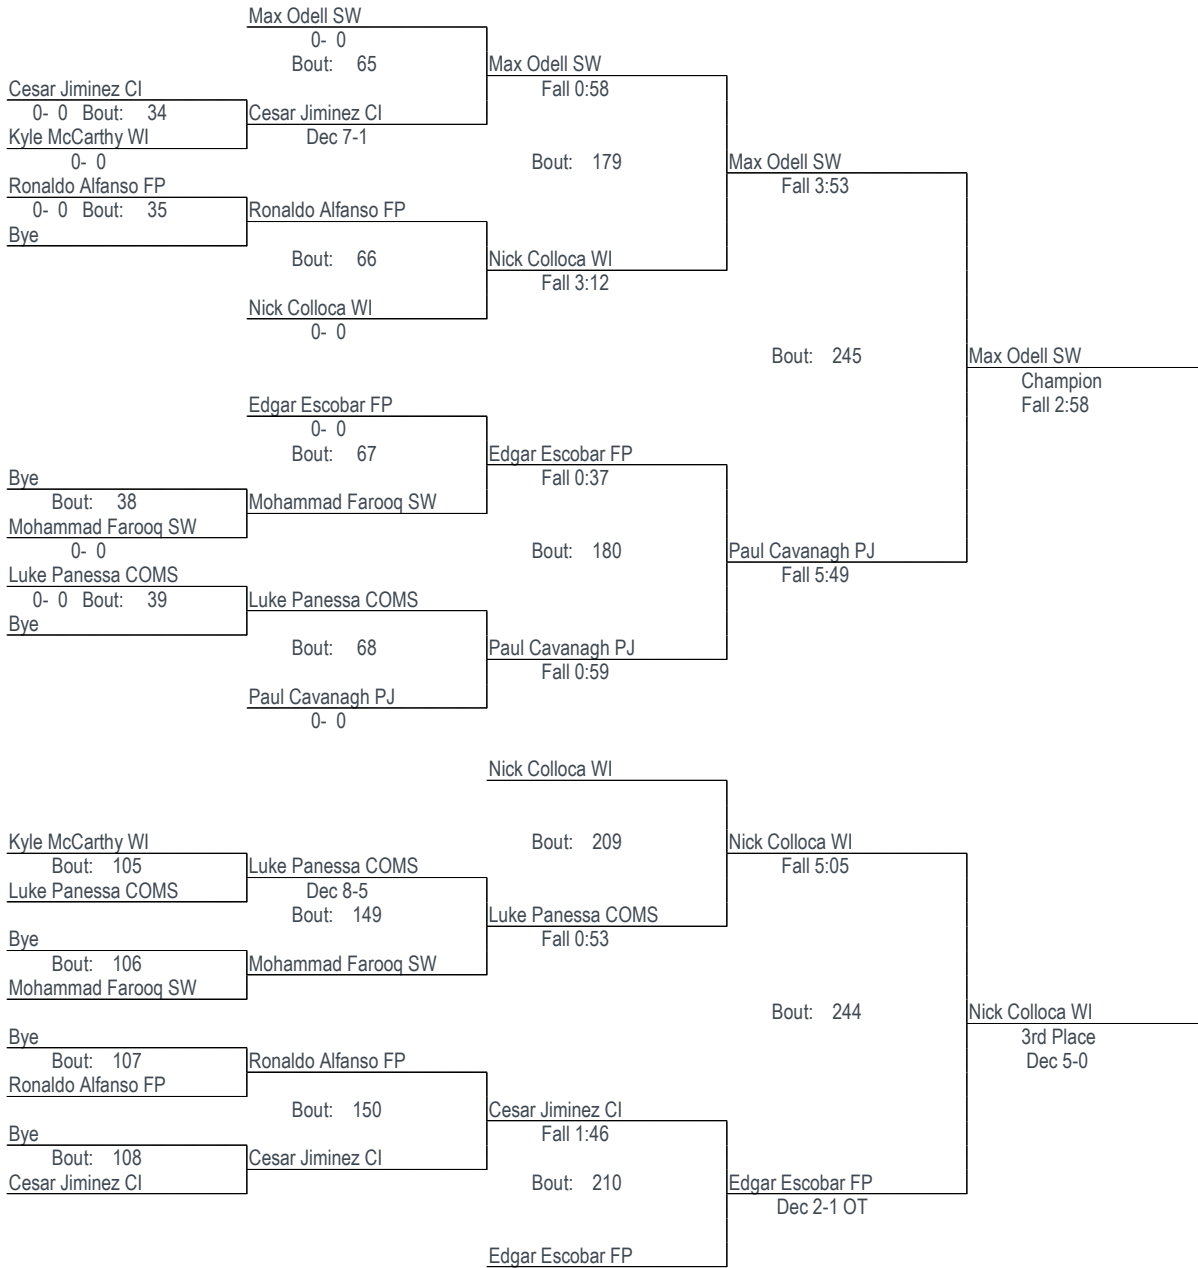 Max Odell SW
0- 0
Bout: 65
Max Odell SW
Cesar Jiminez CI
Fall 0:58
0- 0 Bout: 34
Cesar Jiminez CI
Kyle McCarthy WI
Dec 7-1
0- 0
Bout: 179
Max Odell SW
Ronaldo Alfanso FP
Fall 3:53
0- 0 Bout: 35
Ronaldo Alfanso FP
Bye
Bout: 66
Nick Colloca WI
Fall 3:12
Nick Colloca WI
0- 0
Bout: 245
Max Odell SW
Champion
Edgar Escobar FP
Fall 2:58
0- 0
Bout: 67
Edgar Escobar FP
Bye
Fall 0:37
Bout: 38
Mohammad Farooq SW
Mohammad Farooq SW
0- 0
Bout: 180
Paul Cavanagh PJ
Luke Panessa COMS
Fall 5:49
0- 0 Bout: 39
Luke Panessa COMS
Bye
Bout: 68
Paul Cavanagh PJ
Fall 0:59
Paul Cavanagh PJ
0- 0
Nick Colloca WI
Kyle McCarthy WI
Bout: 209
Nick Colloca WI
Bout: 105
Luke Panessa COMS
Fall 5:05
Luke Panessa COMS
Dec 8-5
Bout: 149
Luke Panessa COMS
Bye
Fall 0:53
Bout: 106
Mohammad Farooq SW
Mohammad Farooq SW
Bout: 244
Nick Colloca WI
Bye
3rd Place
Bout: 107
Ronaldo Alfanso FP
Dec 5-0
Ronaldo Alfanso FP
Bout: 150
Cesar Jiminez CI
Bye
Fall 1:46
Bout: 108
Cesar Jiminez CI
Cesar Jiminez CI
Bout: 210
Edgar Escobar FP
Dec 2-1 OT
Edgar Escobar FP